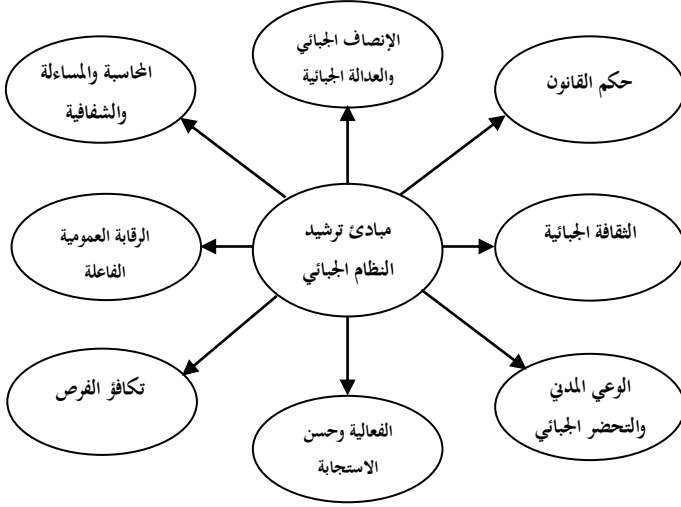 الإنصاف الجبائي
والعدالة الجبائية
حكم القانون
المحاسبة والمساءلة
والشفافية
مبادئ ترشيد
النظام الجبائي
الثقافة الجبائية
الرقابة العمومية
الفاعلة
الوعي المدني
والتحضر الجبائي
تكافؤ الفرص
الفعالية وحسن
الاستجابة